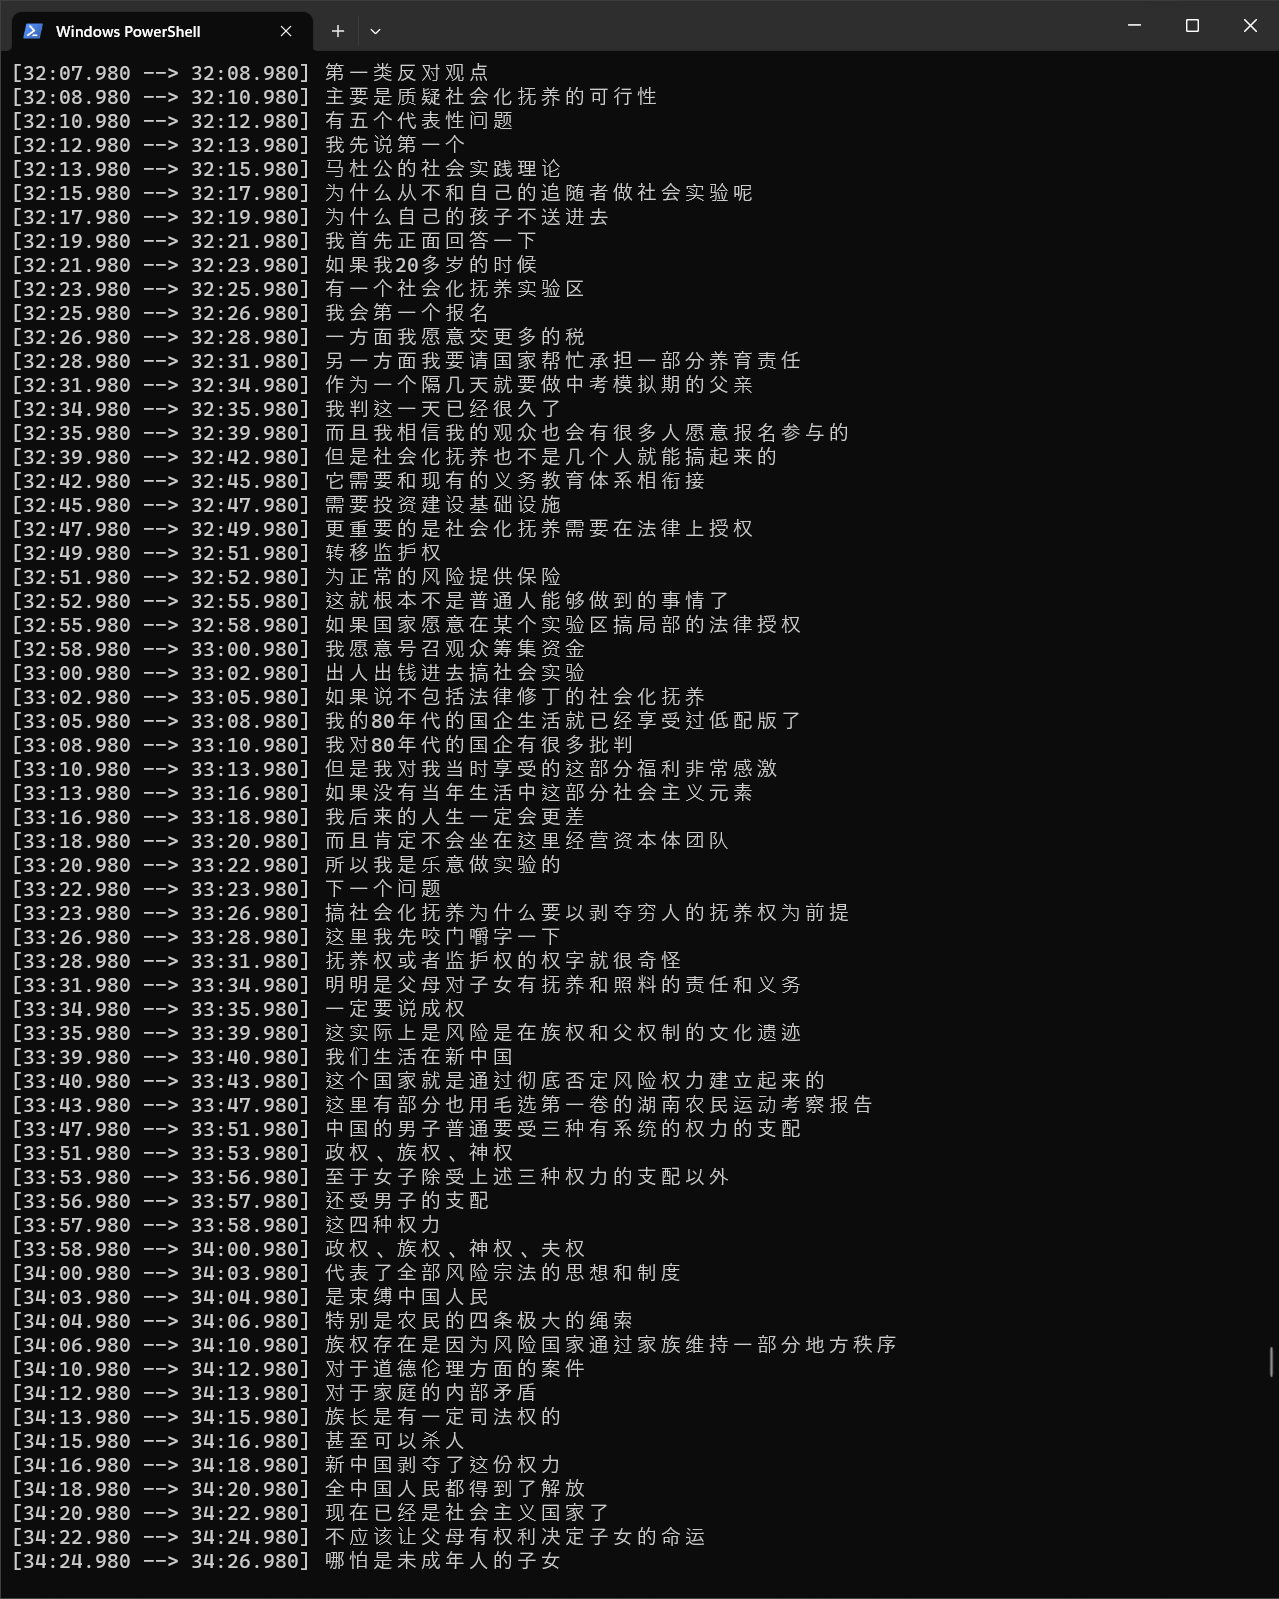 Windows PowerShell
[32:07.980 --> 32:08.980] 第一类反对观点
[32:08.980 --> 32:10.980] 主要是质疑社会化抚养的可行性
[32:10.980 --> 32:12.980] 有五个代表性问题
[32:12.980 --> 32:13.980] 我先说第一个
[32:13.980 --> 32:15.980] 马杜公的社会实践理论
[32:15.980 --> 32:17.980] 为什么从不和自己的追随者做社会实验呢
[32:17.980 --> 32:19.980] 为什么自己的孩子不送进去
[32:19.980 --> 32:21.980] 我首先正面回答一下
[32:21.980 --> 32:23.980] 如果我20多岁的时候
[32:23.980 --> 32:25.980] 有一个社会化抚养实验区
[32:25.980 --> 32:26.980] 我会第一个报名
[32:26.980 --> 32:28.980] 一方面我愿意交更多的税
[32:28.980 --> 32:31.980] 另一方面我要请国家帮忙承担一部分养育责任
[32:31.980 --> 32:34.980] 作为一个隔几天就要做中考模拟期的父亲
[32:34.980 --> 32:35.980] 我判这一天已经很久了
[32:35.980 --> 32:39.980] 而且我相信我的观众也会有很多人愿意报名参与的
[32:39.980 --> 32:42.980] 但是社会化抚养也不是几个人就能搞起来的
[32:42.980 --> 32:45.980] 它需要和现有的义务教育体系相衔接
[32:45.980 --> 32:47.980] 需要投资建设基础设施
[32:47.980 --> 32:49.980] 更重要的是社会化抚养需要在法律上授权
[32:49.980 --> 32:51.980] 转移监护权
[32:51.980 --> 32:52.980] 为正常的风险提供保险
[32:52.980 --> 32:55.980] 这就根本不是普通人能够做到的事情了
[32:55.980 --> 32:58.980] 如果国家愿意在某个实验区搞局部的法律授权
[32:58.980 --> 33:00.980] 我愿意号召观众筹集资金
[33:00.980 --> 33:02.980] 出人出钱进去搞社会实验
[33:02.980 --> 33:05.980] 如果说不包括法律修丁的社会化抚养
[33:05.980 --> 33:08.980] 我的80年代的国企生活就已经享受过低配版了
[33:08.980 --> 33:10.980] 我对80年代的国企有很多批判
[33:10.980 --> 33:13.980] 但是我对我当时享受的这部分福利非常感激
[33:13.980 --> 33:16.980] 如果没有当年生活中这部分社会主义元素
[33:16.980 --> 33:18.980] 我后来的人生一定会更差
[33:18.980 --> 33:20.980] 而且肯定不会坐在这里经营资本体团队
[33:20.980 --> 33:22.980] 所以我是乐意做实验的
[33:22.980 --> 33:23.980] 下一个问题
[33:23.980 --> 33:26.980] 搞社会化抚养为什么要以剥夺穷人的抚养权为前提
[33:26.980 --> 33:28.980] 这里我先咬门嚼字一下
[33:28.980 --> 33:31.980] 抚养权或者监护权的权字就很奇怪
[33:31.980 --> 33:34.980] 明明是父母对子女有抚养和照料的责任和义务
[33:34.980 --> 33:35.980] 一定要说成权
[33:35.980 --> 33:39.980] 这实际上是风险是在族权和父权制的文化遗迹
[33:39.980 --> 33:40.980] 我们生活在新中国
[33:40.980 --> 33:43.980] 这个国家就是通过彻底否定风险权力建立起来的
[33:43.980 --> 33:47.980] 这里有部分也用毛选第一卷的湖南农民运动考察报告
[33:47.980 --> 33:51.980] 中国的男子普通要受三种有系统的权力的支配
[33:51.980 --> 33:53.980] 政权、族权、神权
[33:53.980 --> 33:56.980] 至于女子除受上述三种权力的支配以外
[33:56.980 --> 33:57.980] 还受男子的支配
[33:57.980 --> 33:58.980] 这四种权力
[33:58.980 --> 34:00.980] 政权、族权、神权、夫权
[34:00.980 --> 34:03.980] 代表了全部风险宗法的思想和制度
[34:03.980 --> 34:04.980] 是束缚中国人民
[34:04.980 --> 34:06.980] 特别是农民的四条极大的绳索
[34:06.980 --> 34:10.980] 族权存在是因为风险国家通过家族维持一部分地方秩序
[34:10.980 --> 34:12.980] 对于道德伦理方面的案件
[34:12.980 --> 34:13.980] 对于家庭的内部矛盾
[34:13.980 --> 34:15.980] 族长是有一定司法权的
[34:15.980 --> 34:16.980] 甚至可以杀人
[34:16.980 --> 34:18.980] 新中国剥夺了这份权力
[34:18.980 --> 34:20.980] 全中国人民都得到了解放
[34:20.980 --> 34:22.980] 现在已经是社会主义国家了
[34:22.980 --> 34:24.980] 不应该让父母有权利决定子女的命运
[34:24.980 --> 34:26.980] 哪怕是未成年人的子女